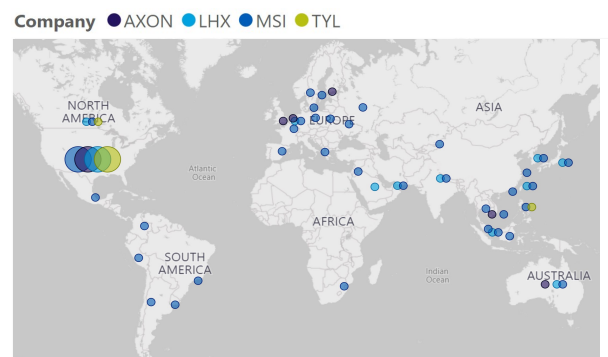 Company AXON LHX MSI TYL
NORTH
AMERICA
EUROPE
ASIA
Atlantic
Ocean
AFRICA
SOUTH
AMERICA
Indian
Ocean
AUSTRALIA